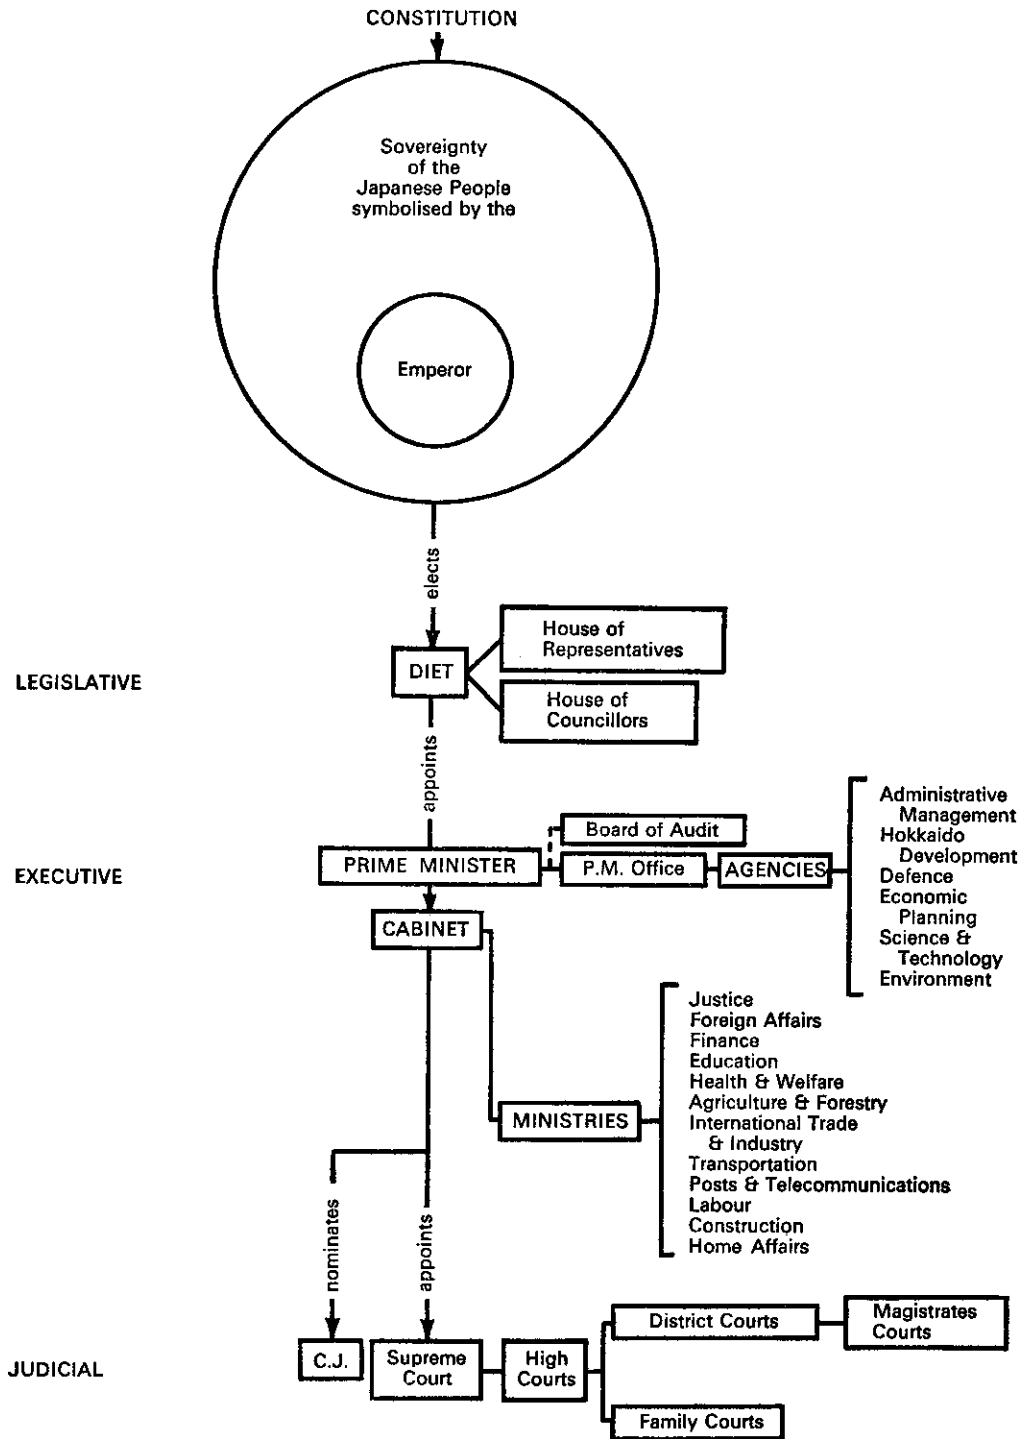 CONSTITUTION
Sovereignty
of the
Japanese People
symbolised by the
Emperor
elects
LEGISLATIVE
DIET
House of
Representatives
House of
Councillors
appoints
EXECUTIVE
PRIME MINISTER
Board of Audit
P.M. Office
AGENCIES
Administrative
Management
Hokkaido
Development
Defence
Economic
Planning
Science &
Technology
Environment
CABINET
MINISTRIES
Justice
Foreign Affairs
Finance
Education
Health & Welfare
Agriculture & Forestry
International Trade
& Industry
Transportation
Posts & Telecommunications
Labour
Construction
Home Affairs
nominates
appoints
JUDICIAL
C.J.
Supreme
Court
High
Courts
District Courts
Magistrates
Courts
Family Courts